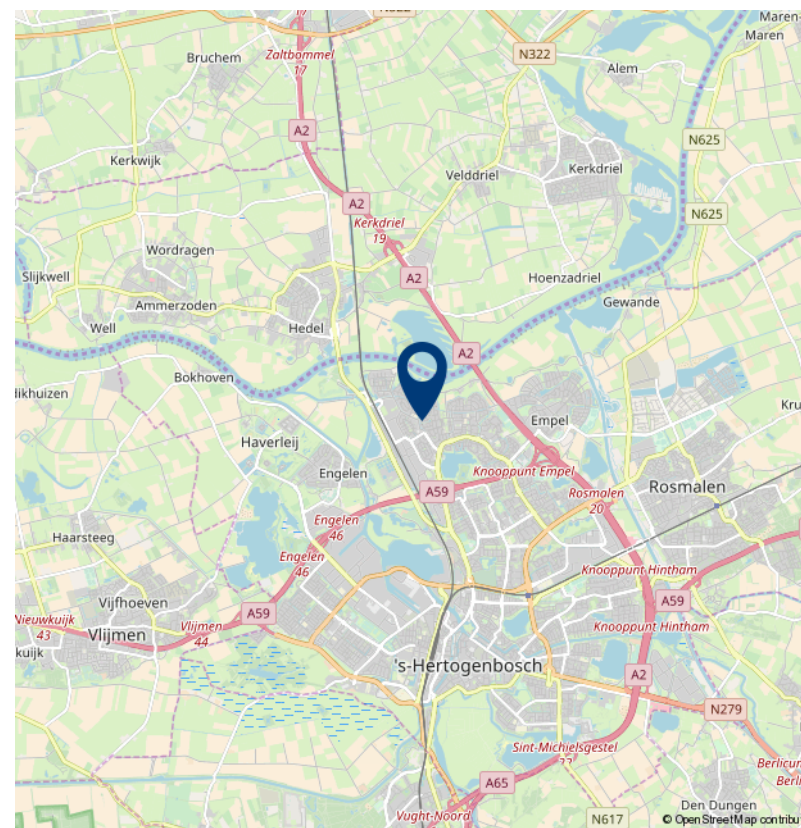 Maren-
Maren
Zaltbommel
17
Bruchem
N322
Alem
A2
N625
Kerkwijk
Velddriel
Kerkdriel
A2
N625
Kerkdriel
19
Wordragen
Slijkwell
A2
Hoenzadriel
Ammerzoden
Gewande
Well
Hedel
A2
Bokhoven
dikhuizen
Kru
Empel
Haverleij
Engelen
Knooppunt Empel
A59
Rosmalen
20
Rosmalen
Engelen
46
Haarsteeg
Engelen
46
Knooppunt Hintham
Vijfhoeven
A59
A59
Nieuwkuijk
43
Vlijmen
Vlijmen
44
Knooppunt Hintham
kuijk
's-Hertogenbosch
A2
N279
Sint-Michielsgestel
Berlicum
Berl
A65
Vught-Noord
N617
Den Dungen
© OpenStreetMap contribu